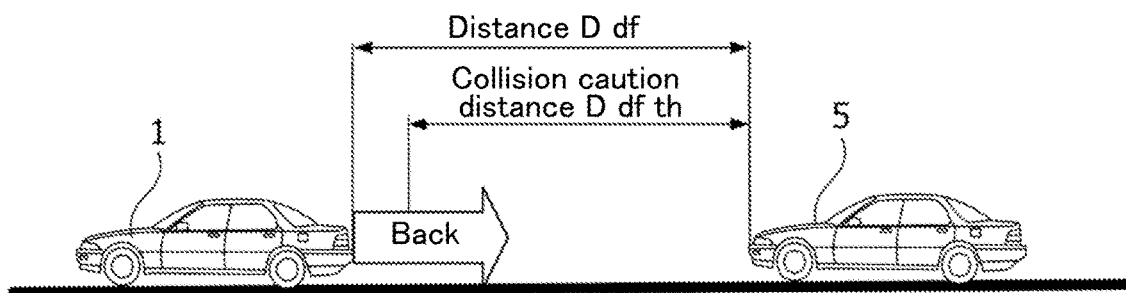 Distance D df
Collision caution
distance D df th
1
5
Back